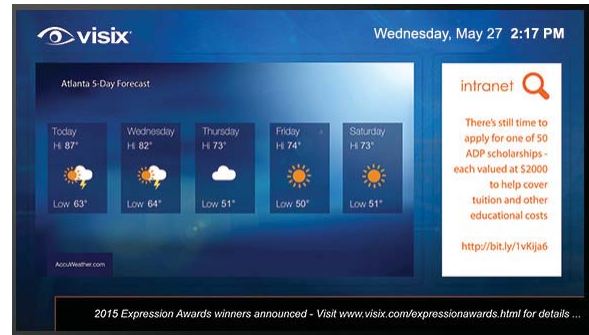 visix
Wednesday, May 27 2:17 PM
Atlanta 5-Day Forecast
Today
Hi 87°
Low 63°
Wednesday
Hi 82°
Low 64°
Thursday
Hi 73°
Low 51°
Friday
Hi 74°
Low 50°
Saturday
Hi 73°
Low 51°
AccuWeather.com
intranet
There's still time to
apply for one of 50
ADP scholarships -
each valued at $2000
to help cover
tuition and other
educational costs
http://bit.ly/1vKija6
2015 Expression Awards winners announced - Visit www.visix.com/expressionawards.html for details ...